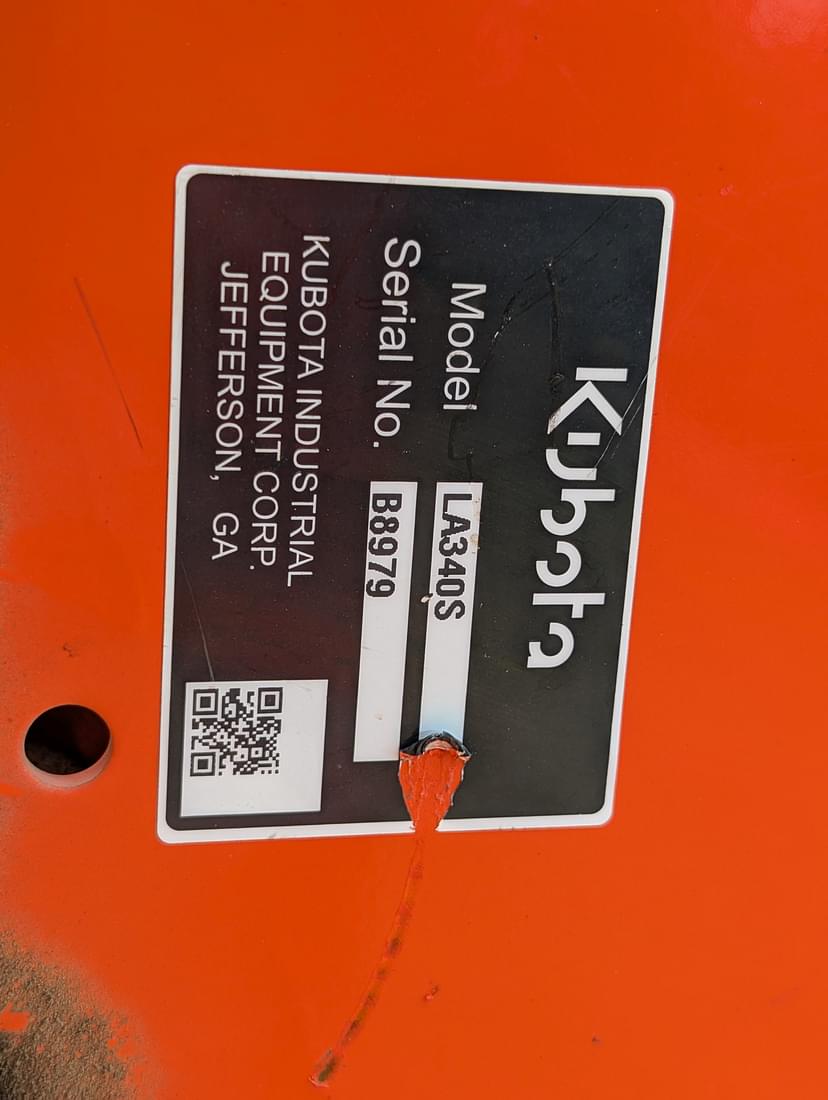 Kubota
Model LA340S
Serial No. B8979
KUBOTA INDUSTRIAL
EQUIPMENT CORP.
JEFFERSON, GA